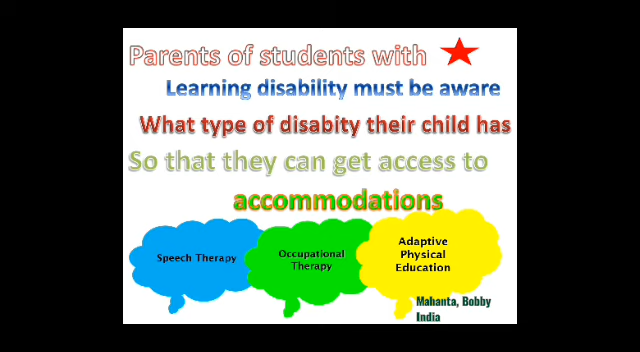 Parents of students with
Learning disability must be aware
What type of disabity their child has
So that they can get access to
accommodations
Speech Therapy
Occupational
Therapy
Adaptive
Physical
Education
Mahanta, Bobby
India